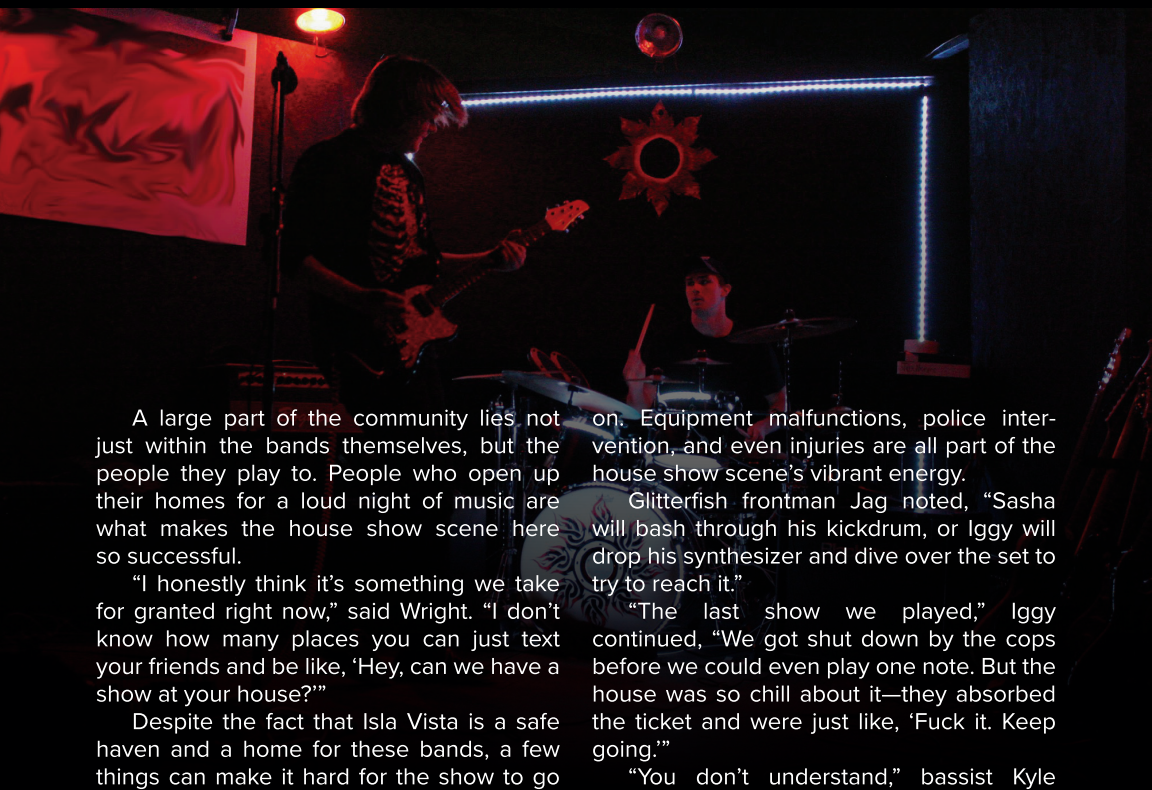 A large part of the community lies not
just within the bands themselves, but the
people they play to. People who open up
their homes for a loud night of music are
what makes the house show scene here
so successful.
“I honestly think it’s something we take
for granted right now,” said Wright. “I don’t
know how many places you can just text
your friends and be like, ‘Hey, can we have a
show at your house?’”
Despite the fact that Isla Vista is a safe
haven and a home for these bands, a few
things can make it hard for the show to go
on. Equipment malfunctions, police inter-
vention, and even injuries are all part of the
house show scene’s vibrant energy.
Glitterfish frontman Jag noted, “Sasha
will bash through his kickdrum, or Iggy will
drop his synthesizer and dive over the set to
try to reach it.”
“The last show we played,” Iggy
continued, “We got shut down by the cops
before we could even play one note. But the
house was so chill about it—they absorbed
the ticket and were just like, ‘Fuck it. Keep
going.’”
“You don’t understand,” bassist Kyle